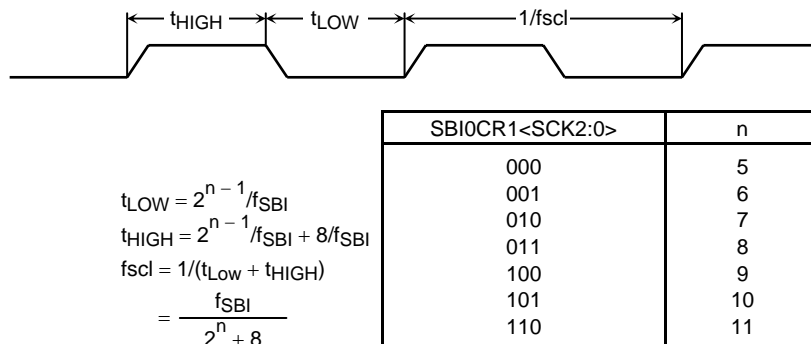 tHIGH tLOW 1/fscl
SBI0CR1<SCK2:0> n
000 5
001 6
010 7
011 8
100 9
101 10
110 11
tLOW = 2^(n − 1)/fSBI
tHIGH = 2^(n − 1)/fSBI + 8/fSBI
fscl = 1/(tLow + tHIGH)
= fSBI / (2^n + 8)